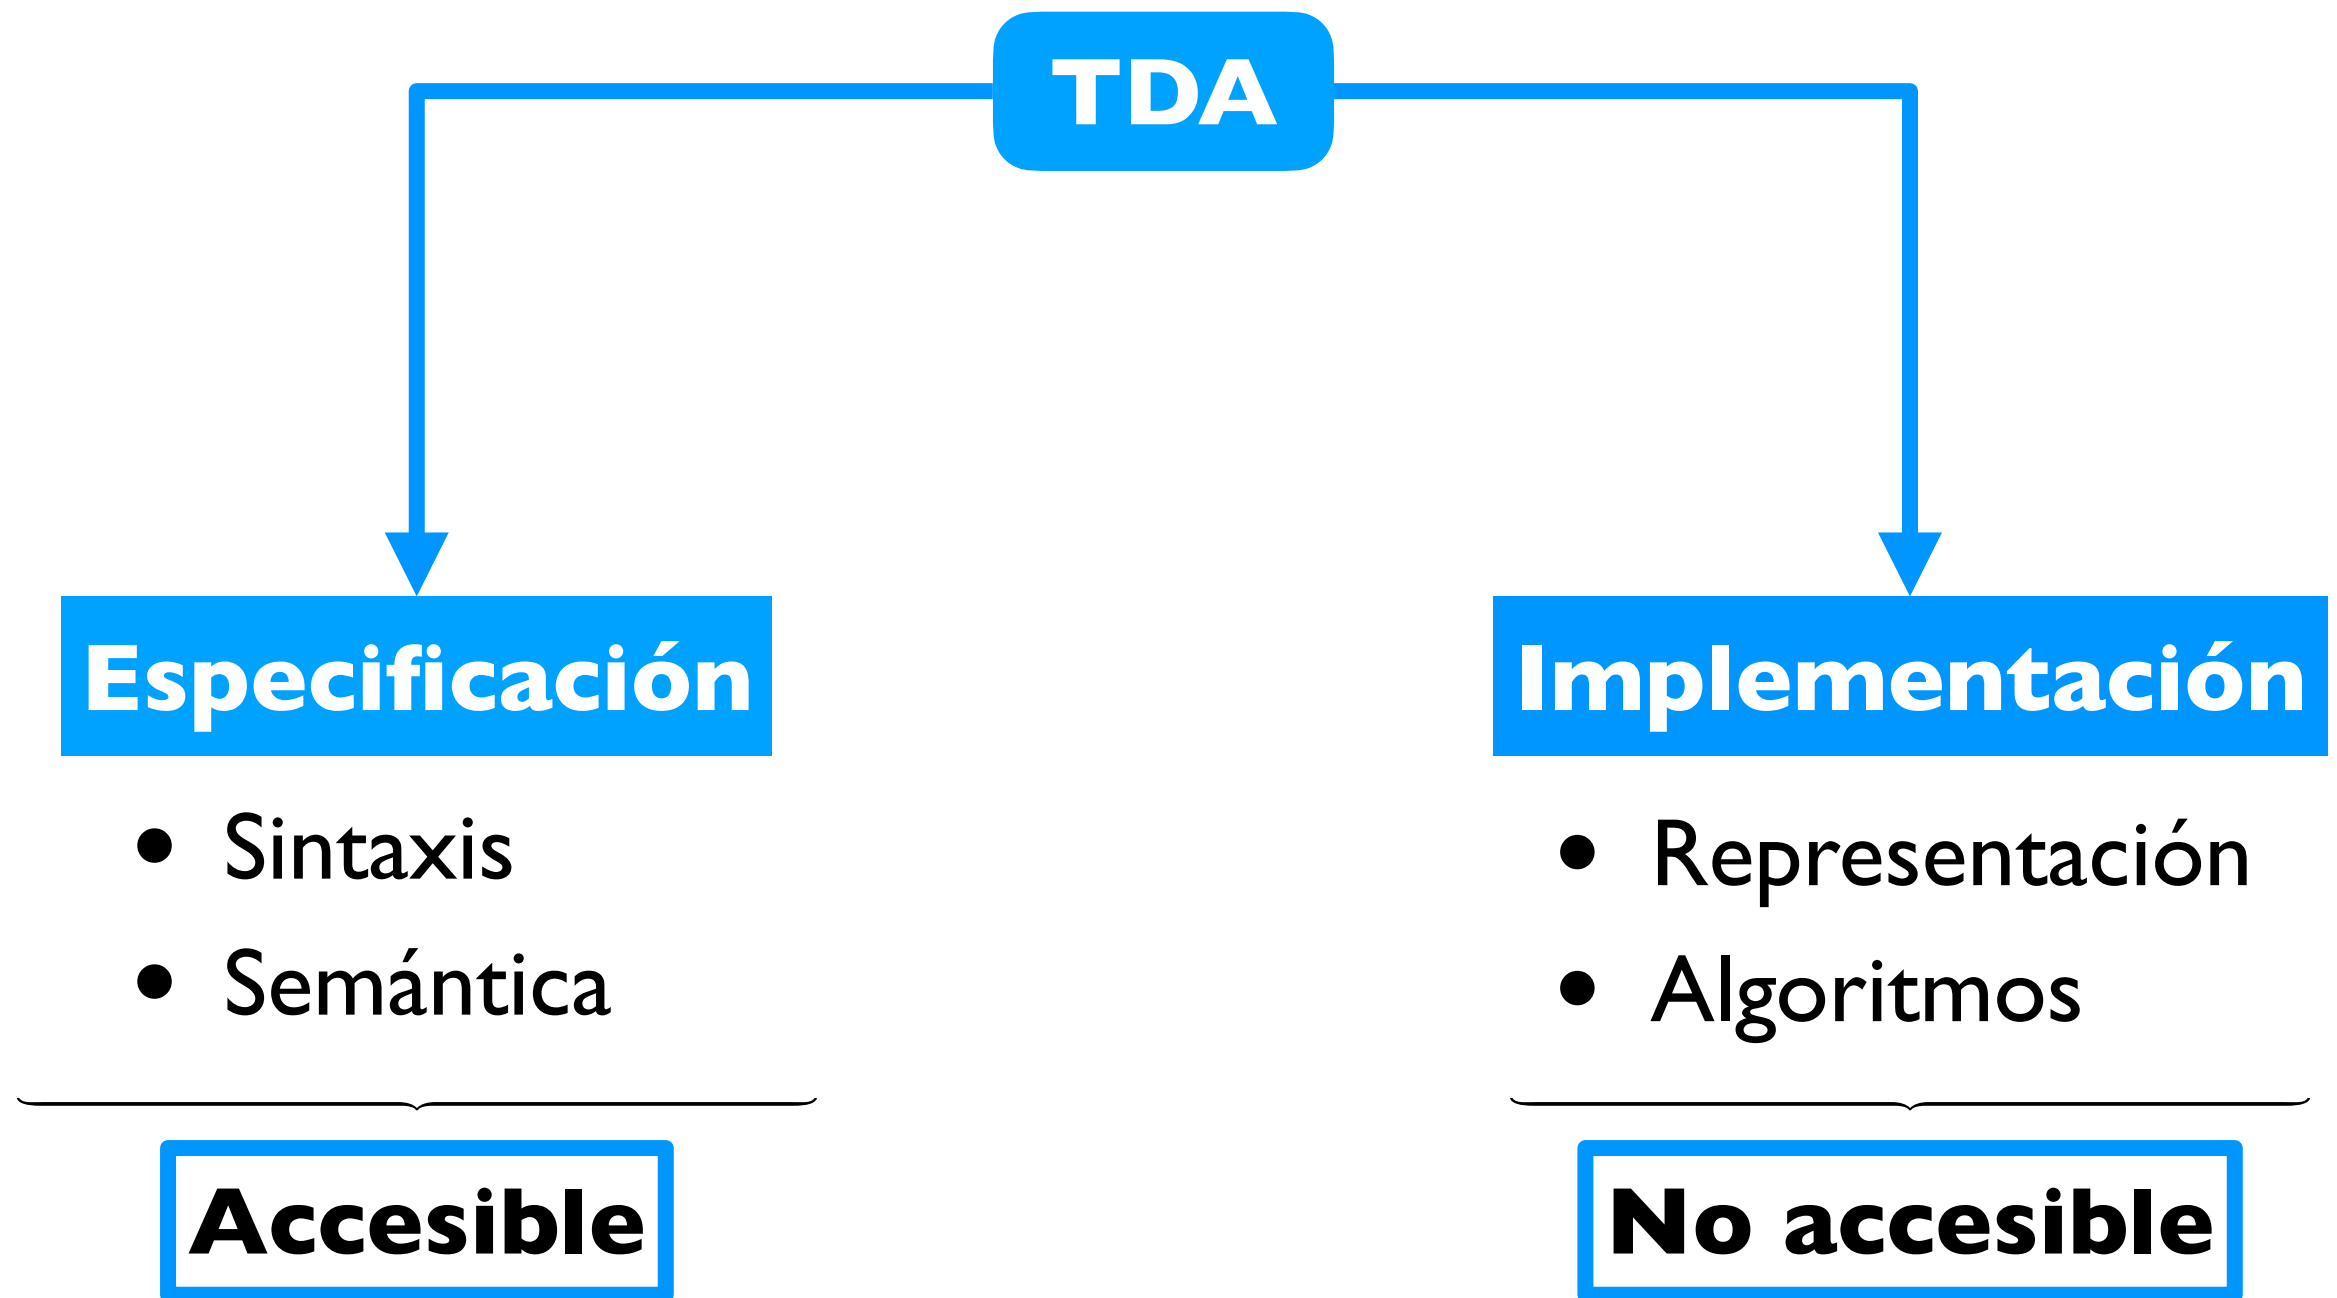 TDA
Especificación
• Sintaxis
• Semántica
Accesible
Implementación
• Representación
• Algoritmos
No accesible